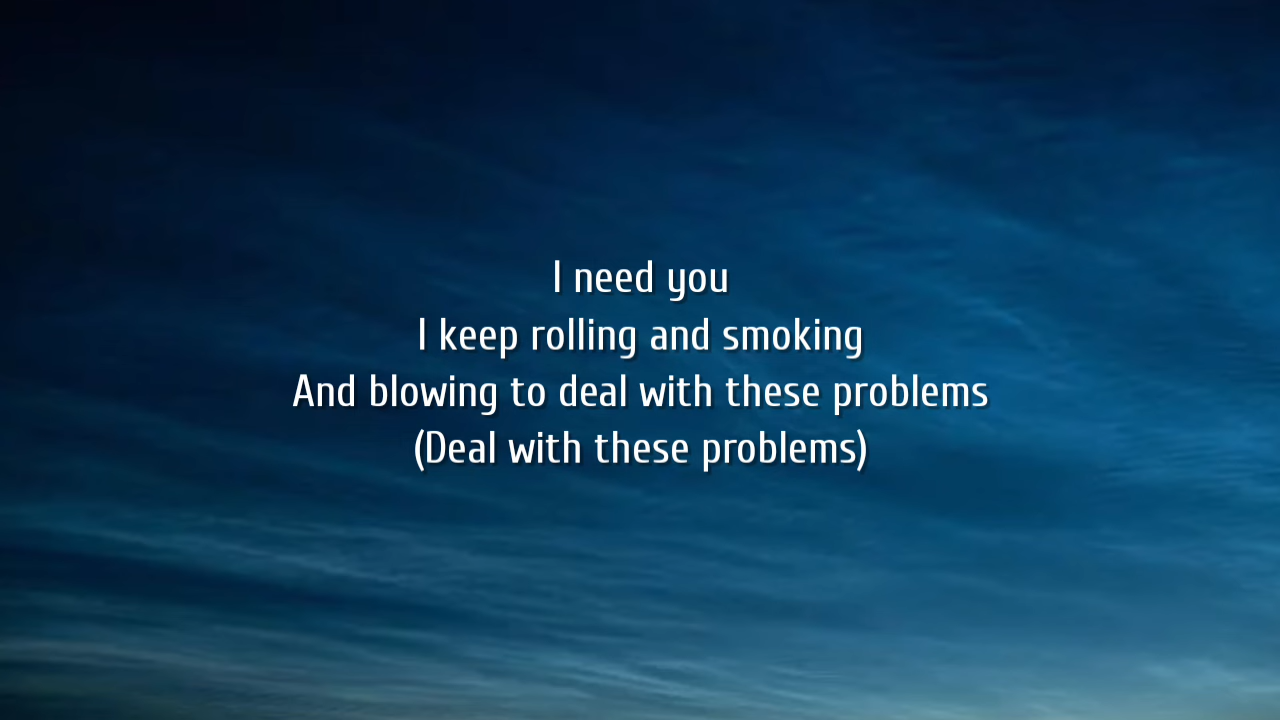 I need you
I keep rolling and smoking
And blowing to deal with these problems
(Deal with these problems)